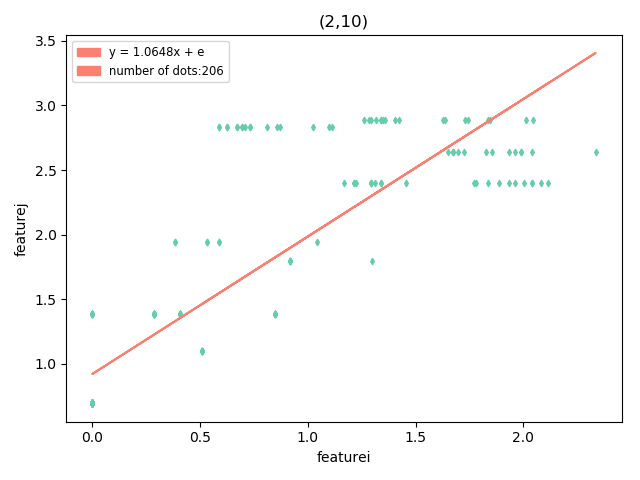 (2,10)
y = 1.0648x + e
number of dots:206
3.5
3.0
2.5
2.0
1.5
1.0
featurej
0.0 0.5 1.0 1.5 2.0
featurei